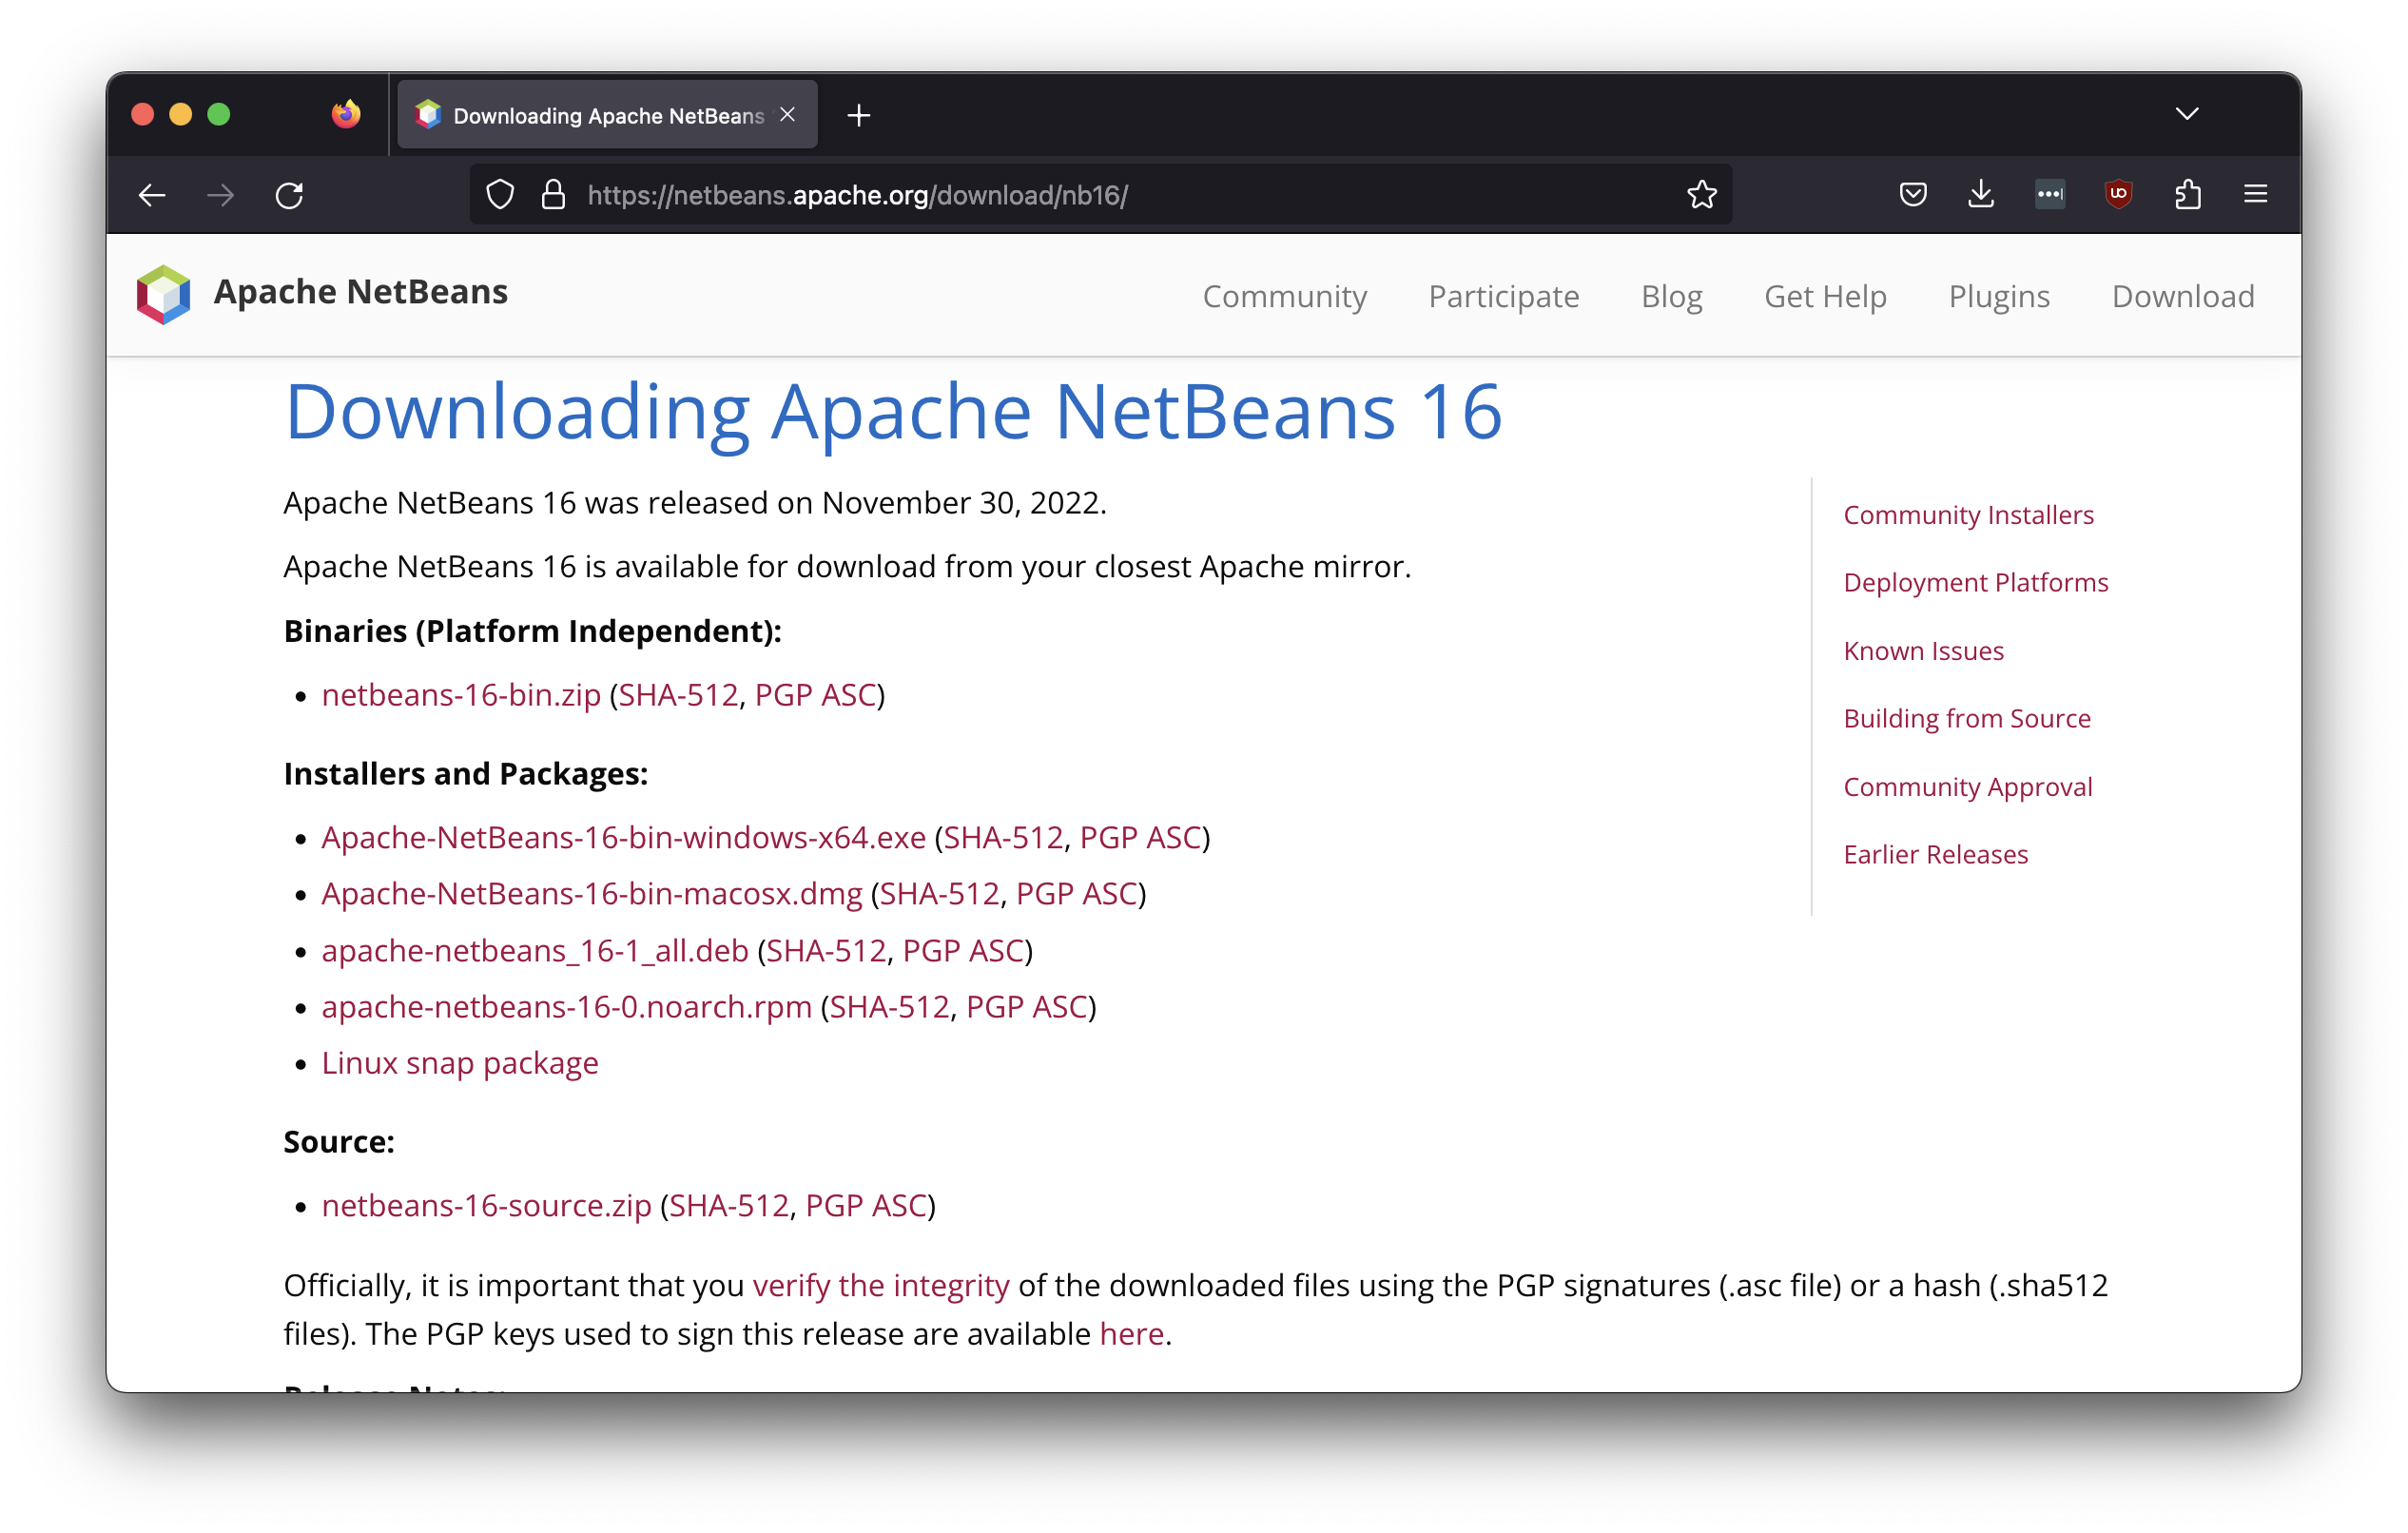 Downloading Apache NetBeans
https://netbeans.apache.org/download/nb16/
Apache NetBeans
Community
Participate
Blog
Get Help
Plugins
Download
Downloading Apache NetBeans 16
Apache NetBeans 16 was released on November 30, 2022.
Apache NetBeans 16 is available for download from your closest Apache mirror.
Binaries (Platform Independent):
• netbeans-16-bin.zip (SHA-512, PGP ASC)
Installers and Packages:
• Apache-NetBeans-16-bin-windows-x64.exe (SHA-512, PGP ASC)
• Apache-NetBeans-16-bin-macosx.dmg (SHA-512, PGP ASC)
• apache-netbeans_16-1_all.deb (SHA-512, PGP ASC)
• apache-netbeans-16-0.noarch.rpm (SHA-512, PGP ASC)
• Linux snap package
Source:
• netbeans-16-source.zip (SHA-512, PGP ASC)
Officially, it is important that you verify the integrity of the downloaded files using the PGP signatures (.asc file) or a hash (.sha512
files). The PGP keys used to sign this release are available here.
Release Notes:
Community Installers
Deployment Platforms
Known Issues
Building from Source
Community Approval
Earlier Releases